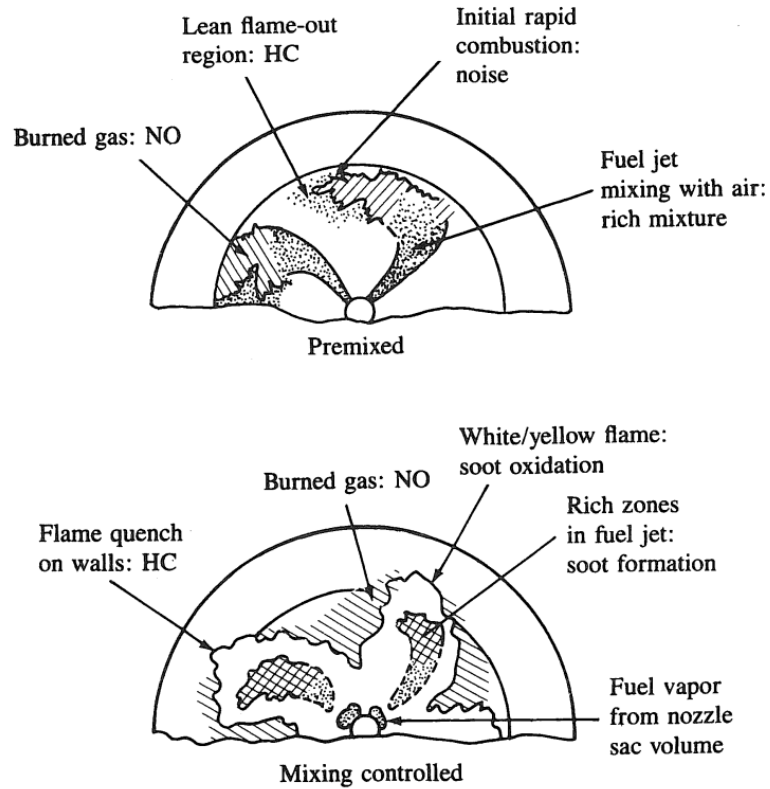 Lean flame-out
region: HC
Initial rapid
combustion:
noise
Burned gas: NO
Fuel jet
mixing with air:
rich mixture
Premixed
White/yellow flame:
soot oxidation
Burned gas: NO
Rich zones
in fuel jet:
soot formation
Flame quench
on walls: HC
Fuel vapor
from nozzle
sac volume
Mixing controlled